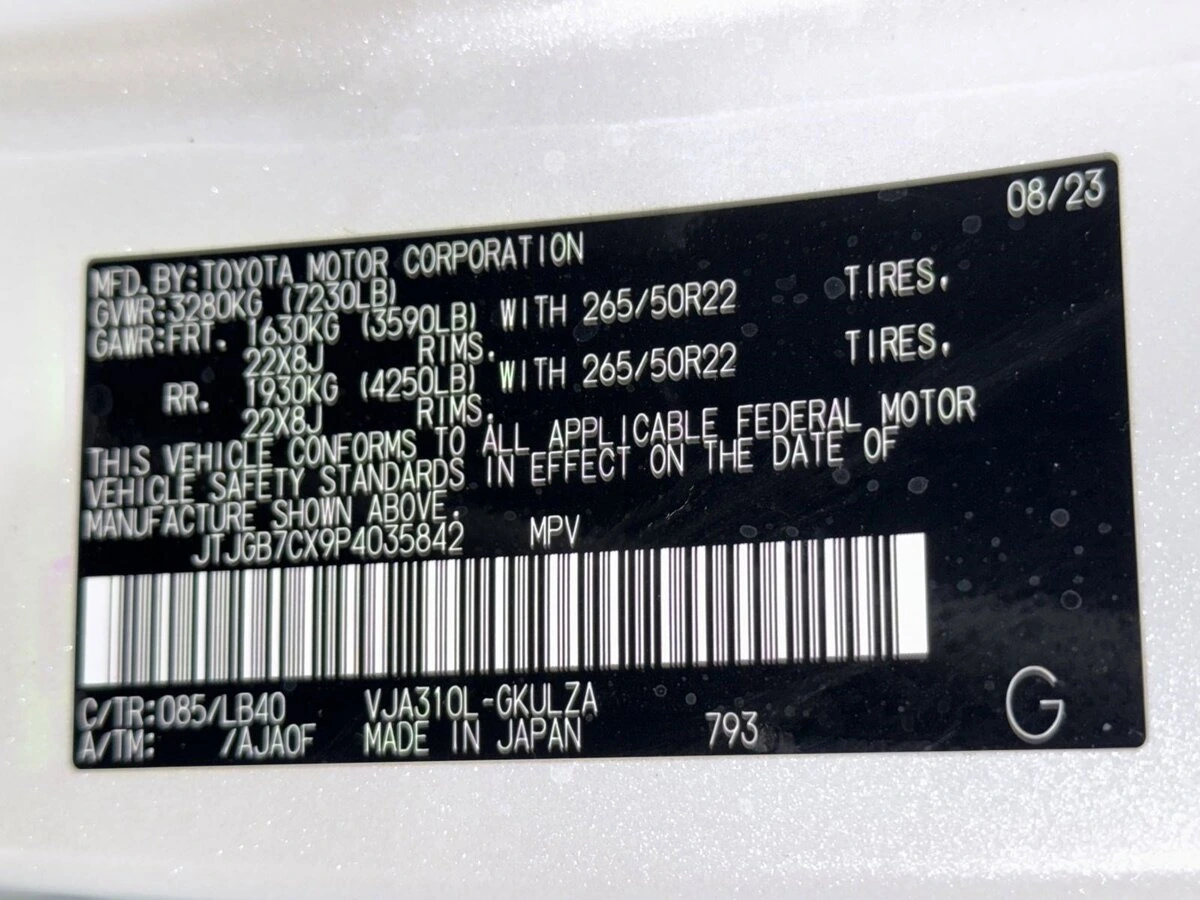 08/23
MFD. BY: TOYOTA MOTOR CORPORATION
GVWR: 3280KG (7230LB)
GAWR: FRT. 1630KG (3590LB) WITH 265/50R22 TIRES.
22X8J RIMS.
RR. 1930KG (4250LB) WITH 265/50R22 TIRES.
22X8J RIMS.
THIS VEHICLE CONFORMS TO ALL APPLICABLE FEDERAL MOTOR
VEHICLE SAFETY STANDARDS IN EFFECT ON THE DATE OF
MANUFACTURE SHOWN ABOVE.
JTJGB7CX9P4035842 MPV
C/TR: 085/LB40 VJA310L-GKULZA
A/TM: /AJA0F MADE IN JAPAN 793 G